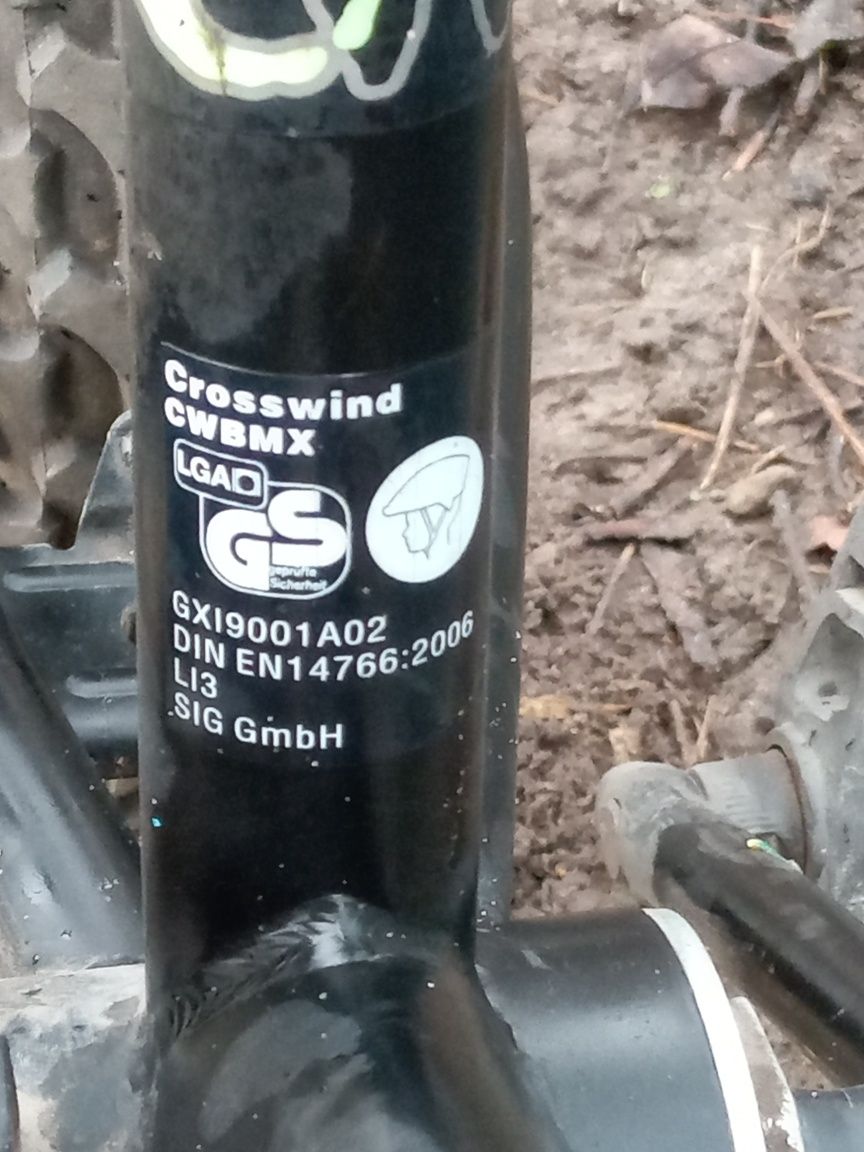 Crosswind
CWBMX
LGA
GS
geprüfte
Sicherheit
GXI9001A02
DIN EN14766:2006
LI3
SIG GmbH